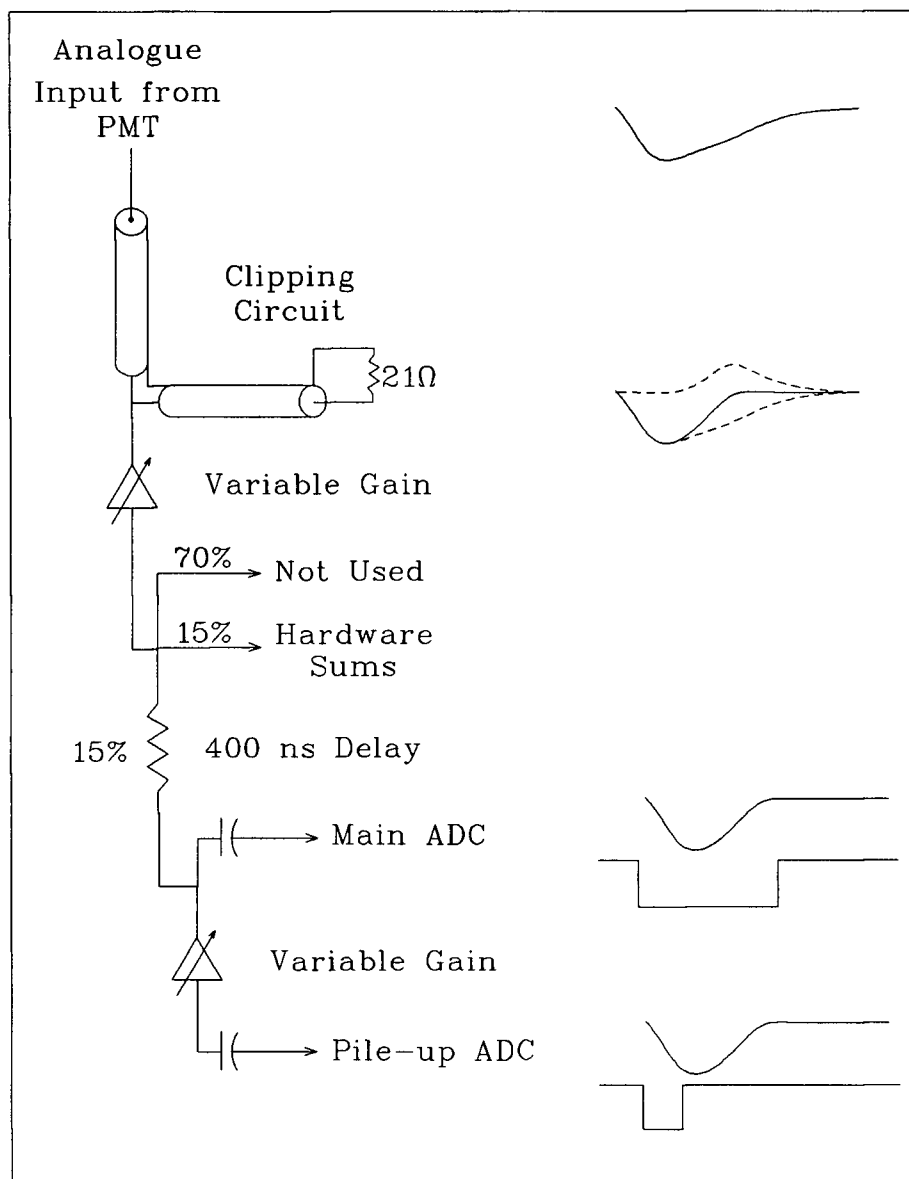 Analogue
Input from
PMT
Clipping
Circuit
21Ω
Variable Gain
70%
Not Used
15%
Hardware
Sums
15%
400 ns Delay
Main ADC
Variable Gain
Pile-up ADC